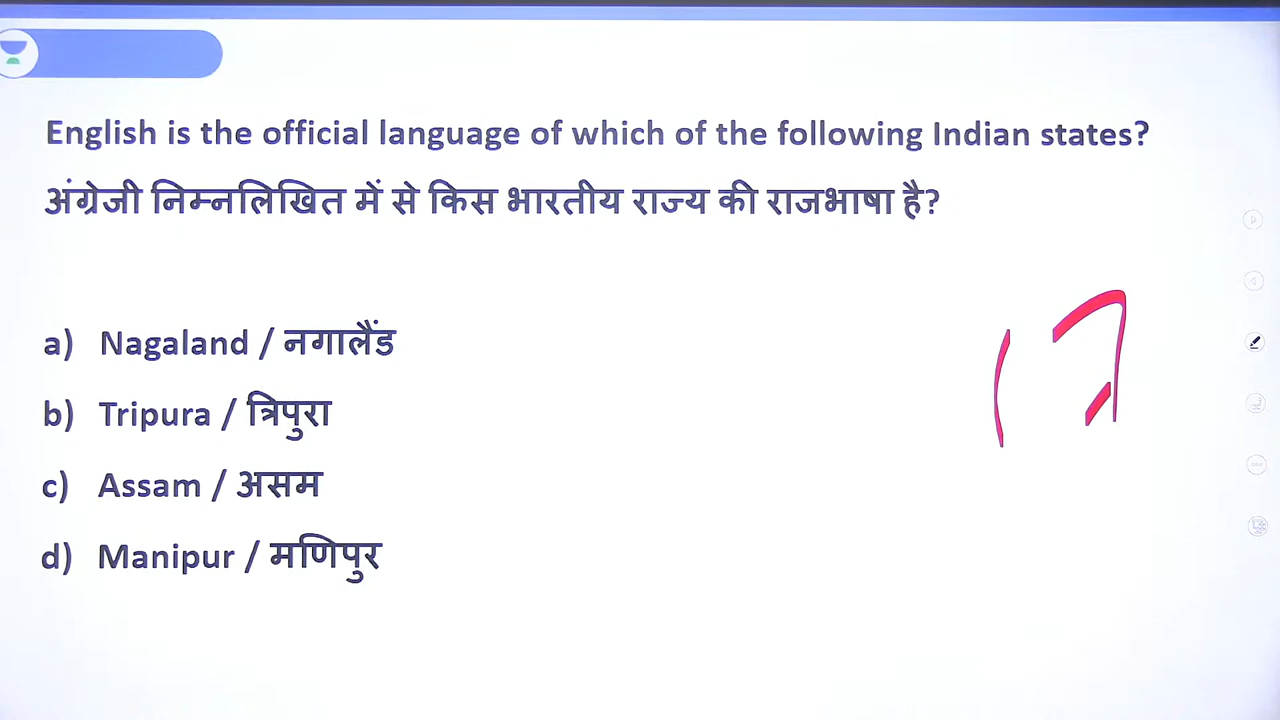 English is the official language of which of the following Indian states?
अंग्रेजी निम्नलिखित में से किस भारतीय राज्य की राजभाषा है?
a) Nagaland / नगालैंड
b) Tripura / त्रिपुरा
c) Assam / असम
d) Manipur / मणिपुर